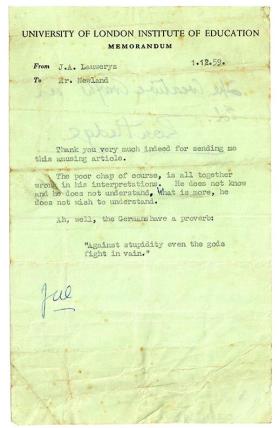 UNIVERSITY OF LONDON INSTITUTE OF EDUCATION
MEMORANDUM
From J.A. Lauwerys 1.12.59.
To Mr. Newland
Thank you very much indeed for sending me
this amusing article.
The poor chap of course, is all together
wrong in his interpretations. He does not know
and he does not understand, What is more, he
does not wish to understand.
Ah, well, the Germanshave a proverb:
"Against stupidity even the gods
fight in vain."